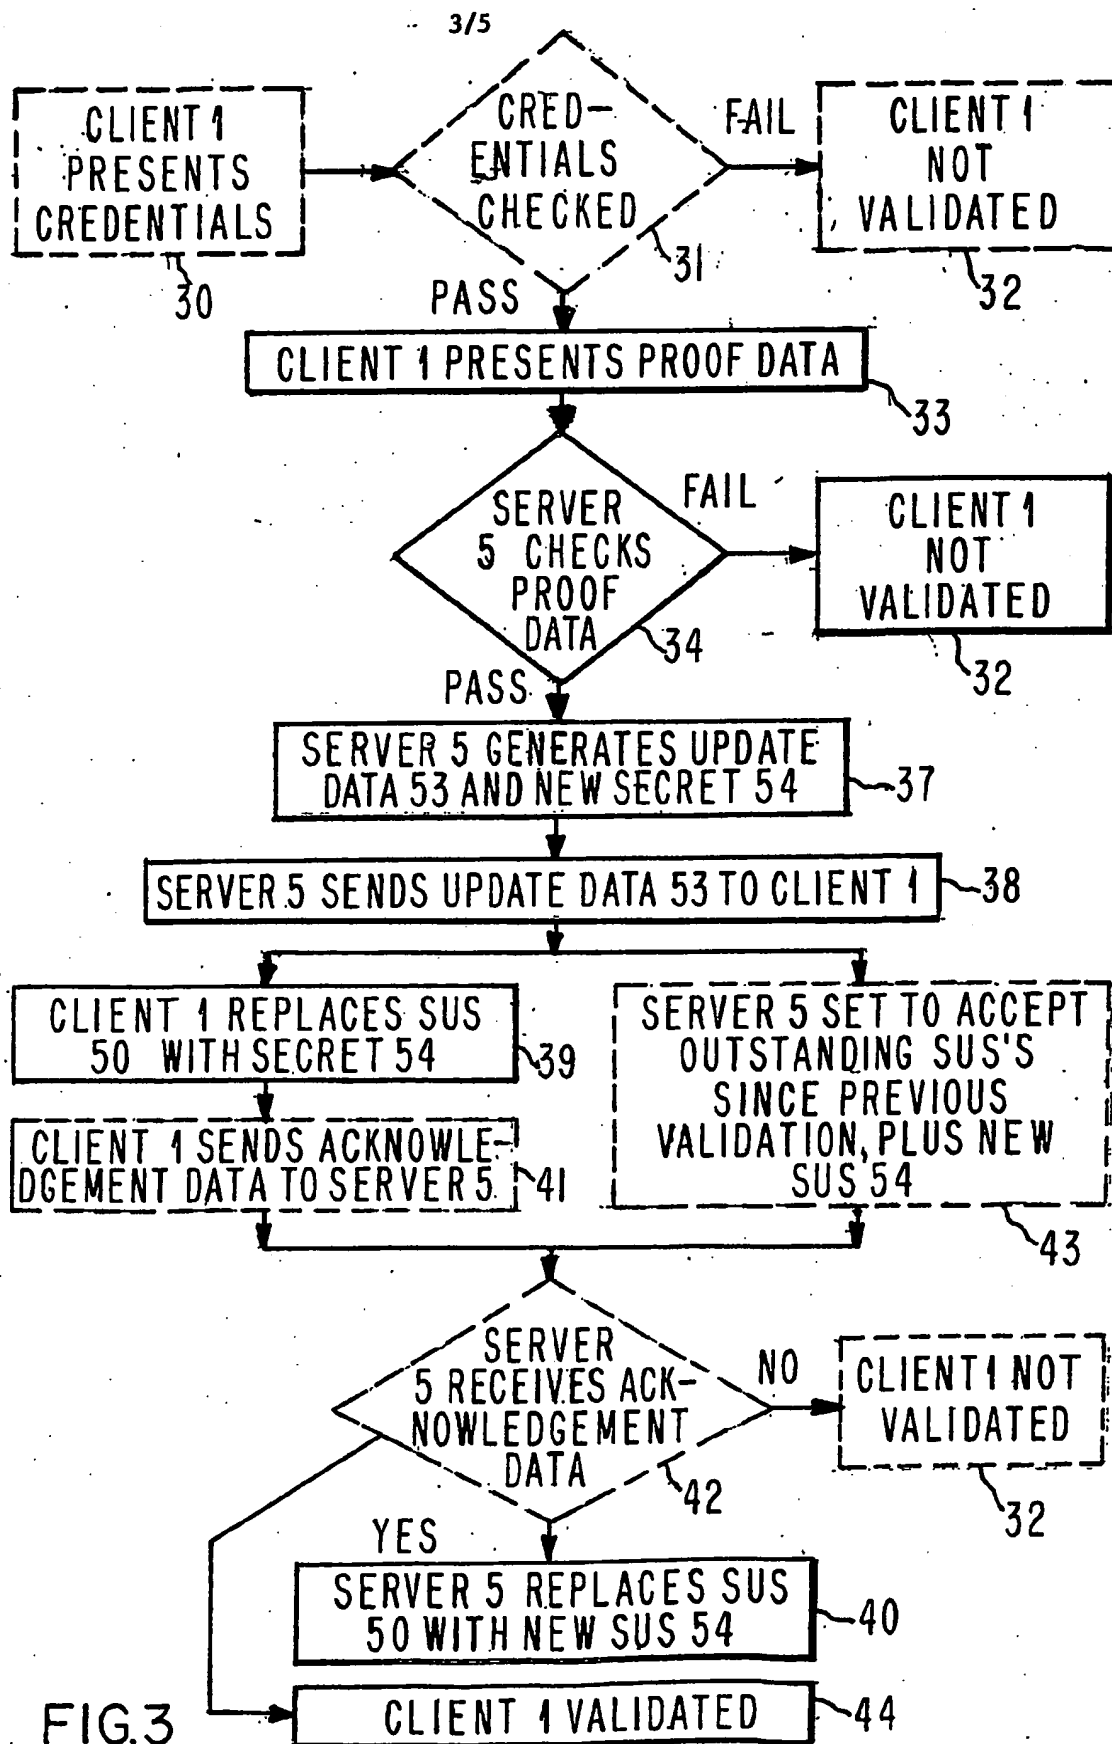 3/5
CLIENT 1
PRESENTS
CREDENTIALS
30
CRED-
ENTIALS
CHECKED
31
FAIL
CLIENT 1
NOT
VALIDATED
32
PASS
CLIENT 1 PRESENTS PROOF DATA
33
SERVER
5 CHECKS
PROOF
DATA
34
FAIL
CLIENT 1
NOT
VALIDATED
32
PASS
SERVER 5 GENERATES UPDATE
DATA 53 AND NEW SECRET 54
37
SERVER 5 SENDS UPDATE DATA 53 TO CLIENT 1
38
CLIENT 1 REPLACES SUS
50 WITH SECRET 54
39
CLIENT 1 SENDS ACKNOWLE-
DGEMENT DATA TO SERVER 5
41
SERVER 5 SET TO ACCEPT
OUTSTANDING SUS'S
SINCE PREVIOUS
VALIDATION, PLUS NEW
SUS 54
43
SERVER
5 RECEIVES ACK-
NOWLEDGEMENT
DATA
42
NO
CLIENT 1 NOT
VALIDATED
32
YES
SERVER 5 REPLACES SUS
50 WITH NEW SUS 54
40
CLIENT 1 VALIDATED
44
FIG.3